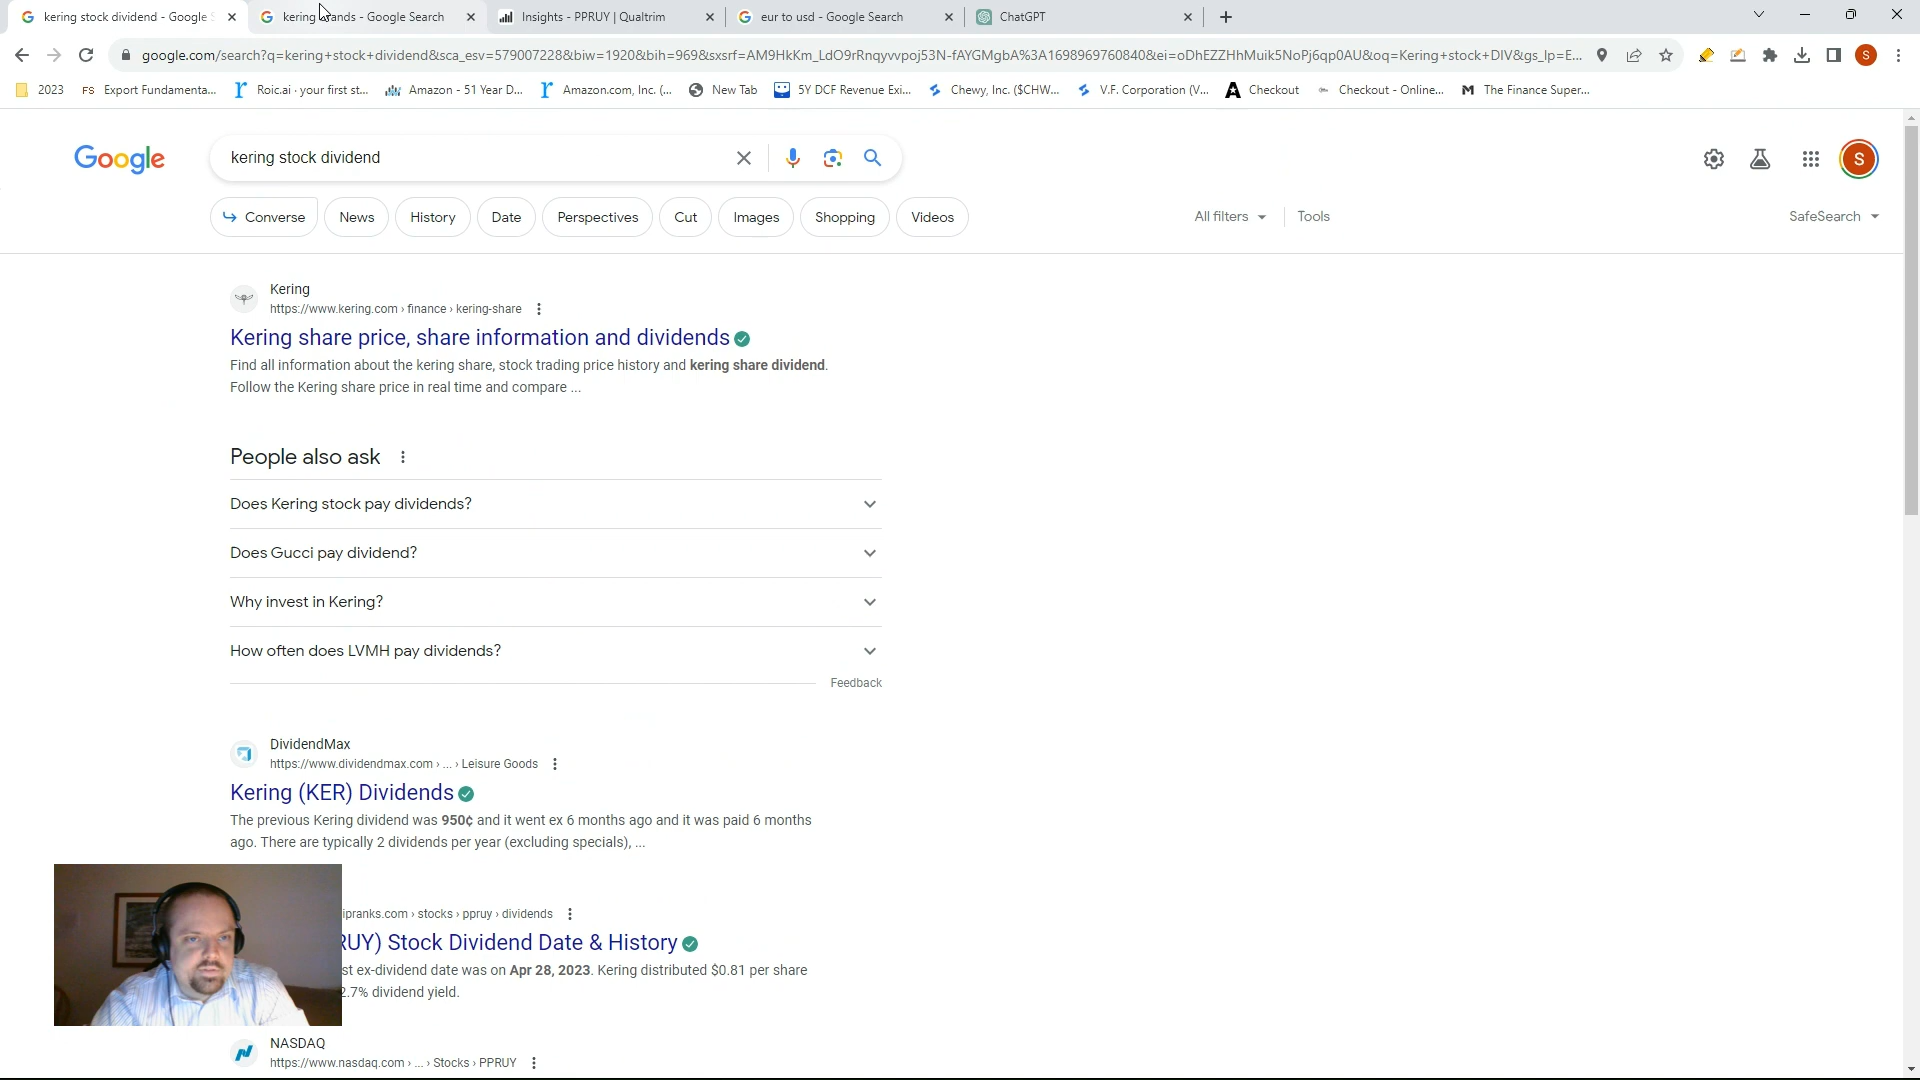 kering stock dividend - Google S
kering
ands - Google Search
Insights - PPRUY | Qualtrim
eur to usd - Google Search
ChatGPT
google.com/search?q=kering+stock+dividend&sca_esv=579007228&biw=1920&bih=969&sxsrf=AM9HkKm_LdO9rRnqyvvpoj53N-fAYGMgbA%3A1698969760840&ei=oDhEZZHhMuik5NoPj6qp0AU&oq=Kering+stock+DIV&gs_lp=E...
S
2023
FS Export Fundamenta...
Roic.ai - your first st...
Amazon - 51 Year D...
Amazon.com, Inc. (...
New Tab
5Y DCF Revenue Exi...
Chewy, Inc. ($CHW...
V.F. Corporation (V...
Checkout
Checkout - Online...
The Finance Super...
Google
kering stock dividend
S
Converse
News
History
Date
Perspectives
Cut
Images
Shopping
Videos
All filters
Tools
SafeSearch
Kering
https://www.kering.com › finance › kering-share
Kering share price, share information and dividends
Find all information about the kering share, stock trading price history and kering share dividend.
Follow the Kering share price in real time and compare ...
People also ask
Does Kering stock pay dividends?
Does Gucci pay dividend?
Why invest in Kering?
How often does LVMH pay dividends?
Feedback
DividendMax
https://www.dividendmax.com › ... › Leisure Goods
Kering (KER) Dividends
The previous Kering dividend was 950¢ and it went ex 6 months ago and it was paid 6 months
ago. There are typically 2 dividends per year (excluding specials), ...
ipranks.com › stocks › ppruy › dividends
RUY) Stock Dividend Date & History
st ex-dividend date was on Apr 28, 2023. Kering distributed $0.81 per share
2.7% dividend yield.
NASDAQ
https://www.nasdaq.com › ... › Stocks › PPRUY